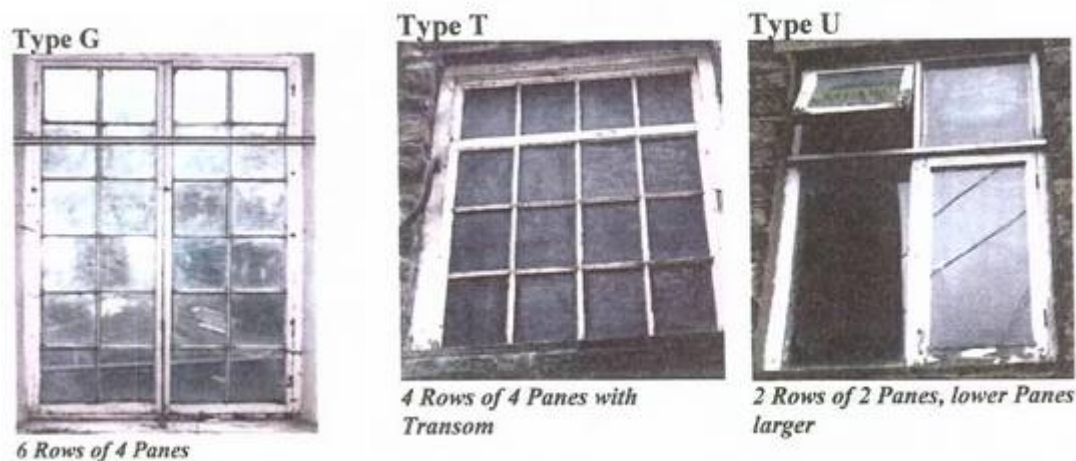 Type G
6 Rows of 4 Panes
Type T
4 Rows of 4 Panes with
Transom
Type U
2 Rows of 2 Panes, lower Panes
larger